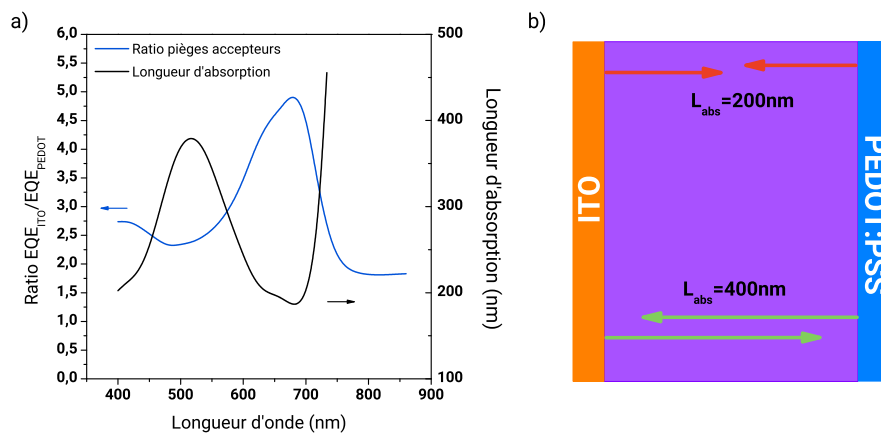 a)
Ratio pièges accepteurs
Longueur d'absorption
6,0
5,5
5,0
4,5
4,0
3,5
3,0
2,5
2,0
1,5
1,0
0,5
0,0
Ratio EQE_ITO/EQE_PEDOT
500
400
300
200
100
Longueur d'absorption (nm)
400
500
600
700
800
900
Longueur d'onde (nm)
b)
ITO
L_abs=200nm
L_abs=400nm
PEDOT:PSS